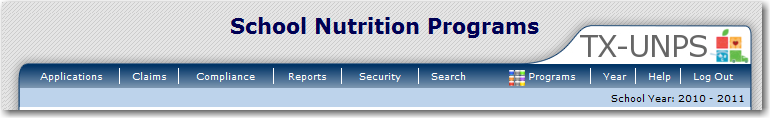 School Nutrition Programs
TX-UNPS
Applications Claims Compliance Reports Security Search Programs Year Help Log Out
School Year: 2010 - 2011